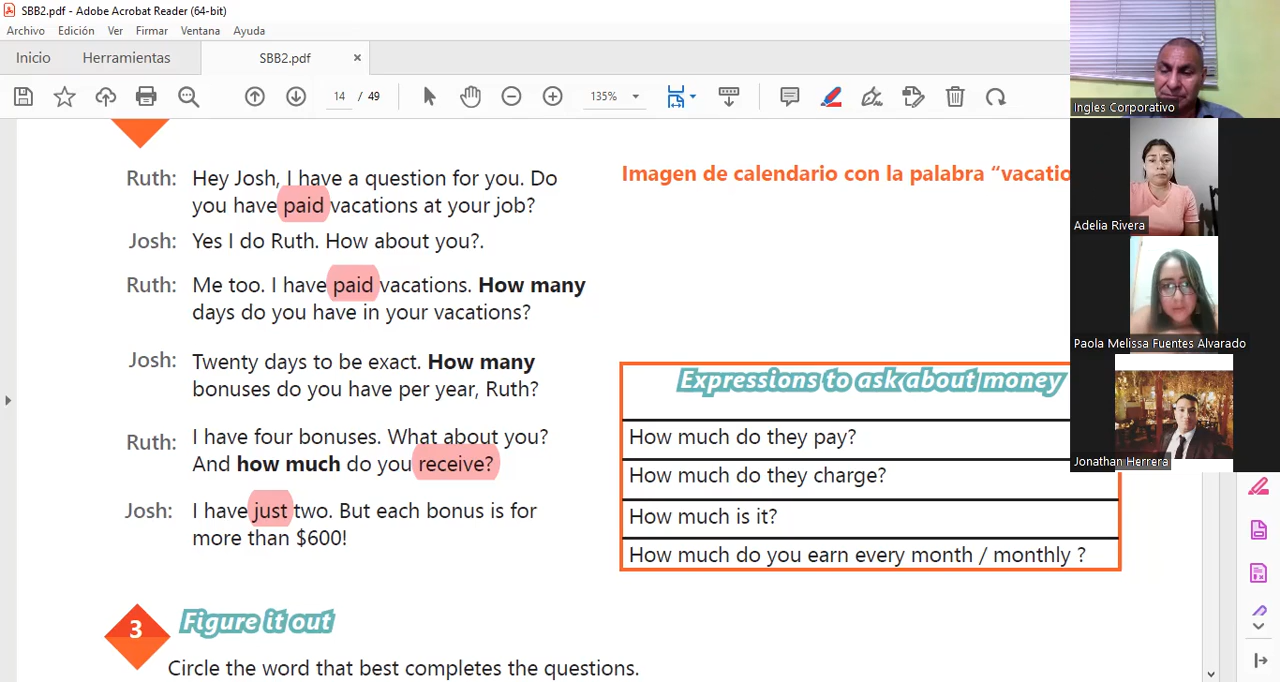 SBB2.pdf - Adobe Acrobat Reader (64-bit)
Archivo Edición Ver Firmar Ventana Ayuda
Inicio Herramientas SBB2.pdf ×
14 / 49 135%
Ruth: Hey Josh, I have a question for you. Do
you have paid vacations at your job?
Josh: Yes I do Ruth. How about you?.
Ruth: Me too. I have paid vacations. How many
days do you have in your vacations?
Josh: Twenty days to be exact. How many
bonuses do you have per year, Ruth?
Ruth: I have four bonuses. What about you?
And how much do you receive?
Josh: I have just two. But each bonus is for
more than $600!
Imagen de calendario con la palabra “vacatio
Expressions to ask about money
How much do they pay?
How much do they charge?
How much is it?
How much do you earn every month / monthly ?
3 Figure it out
Circle the word that best completes the questions.
Ingles Corporativo
Adelia Rivera
Paola Melissa Fuentes Alvarado
Jonathan Herrera